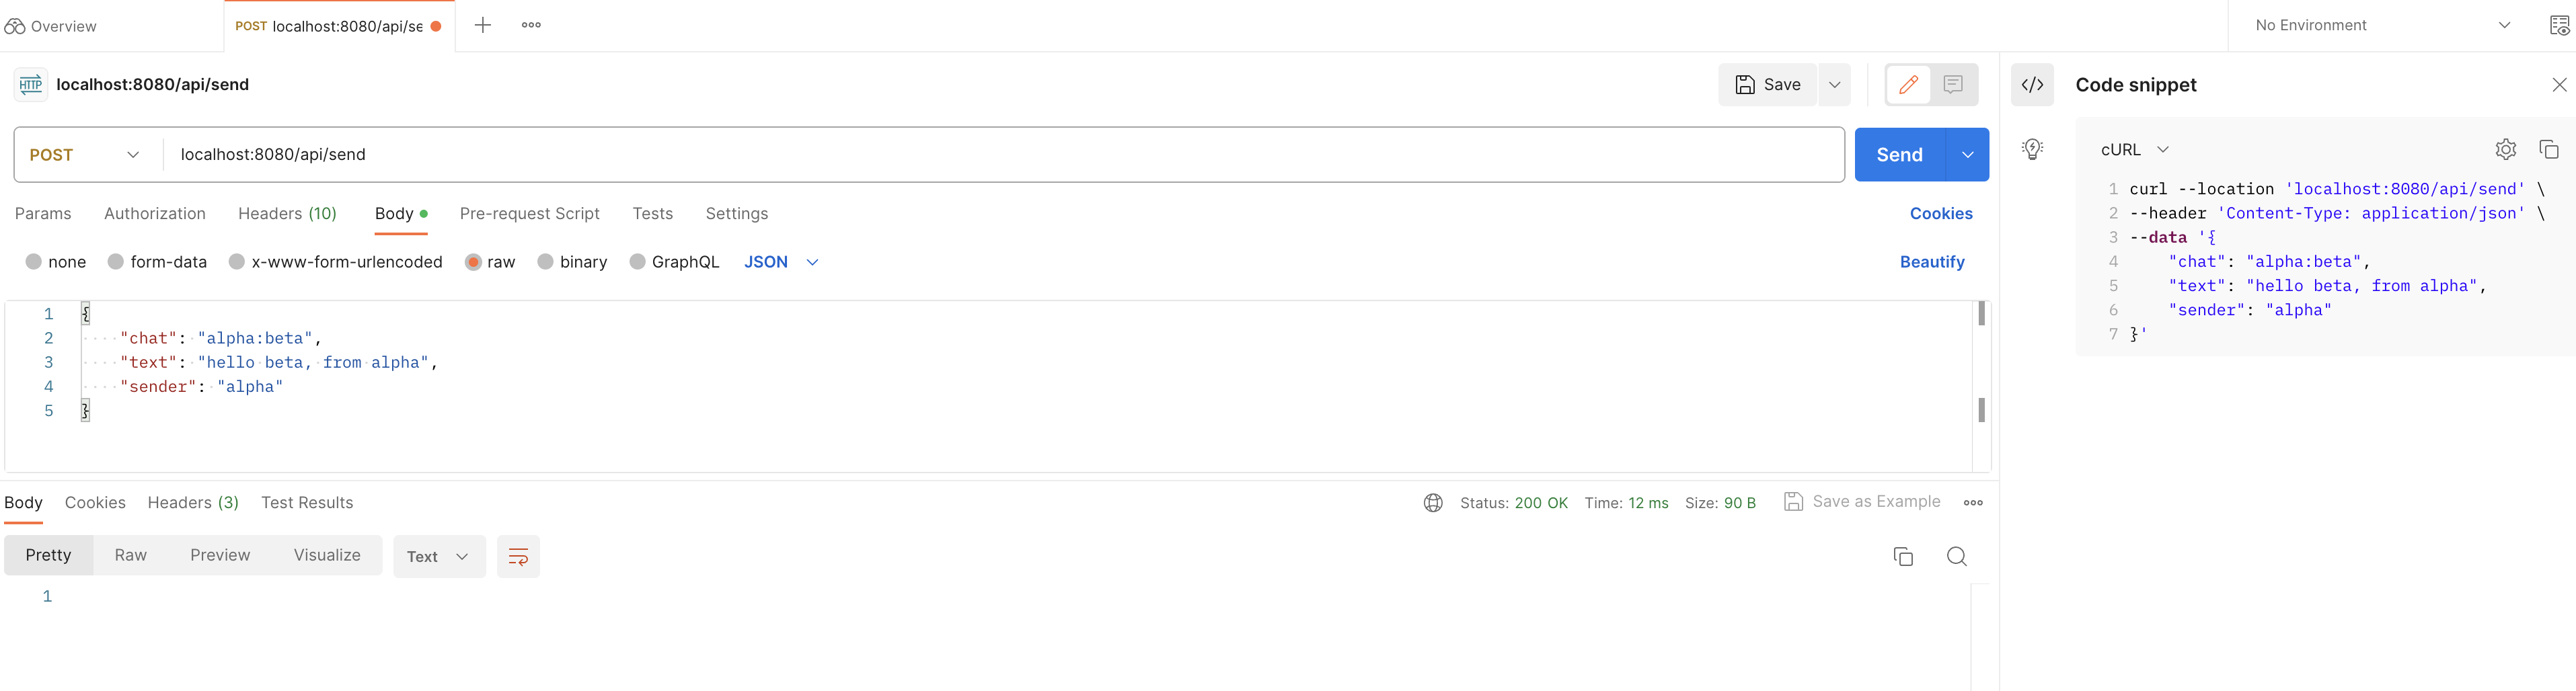 Overview
POST localhost:8080/api/se
No Environment
HTTP localhost:8080/api/send
Save
Code snippet
POST localhost:8080/api/send
Send
cURL
Params Authorization Headers (10) Body Pre-request Script Tests Settings Cookies
none form-data x-www-form-urlencoded raw binary GraphQL JSON Beautify
1 {
2 "chat": "alpha:beta",
3 "text": "hello beta, from alpha",
4 "sender": "alpha"
5 }
1 curl --location 'localhost:8080/api/send' \
2 --header 'Content-Type: application/json' \
3 --data '{
4 "chat": "alpha:beta",
5 "text": "hello beta, from alpha",
6 "sender": "alpha"
7 }'
Body Cookies Headers (3) Test Results Status: 200 OK Time: 12 ms Size: 90 B Save as Example
Pretty Raw Preview Visualize Text
1